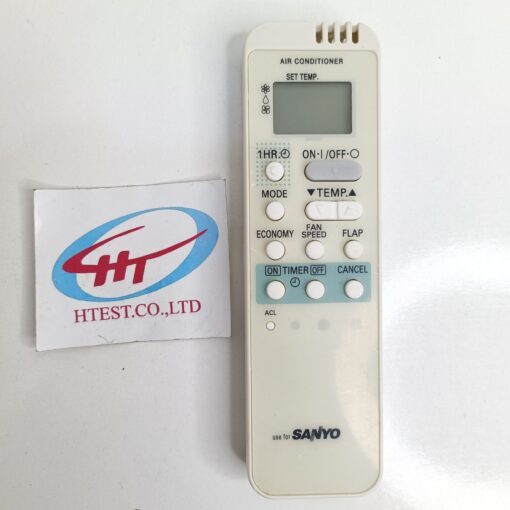 AIR CONDITIONER
SET TEMP.
1HR. ON·I/OFF·O
MODE ▼TEMP.▲
ECONOMY FAN SPEED FLAP
ON TIMER OFF CANCEL
ACL
use for SANYO
HT
HTEST.CO.,LTD